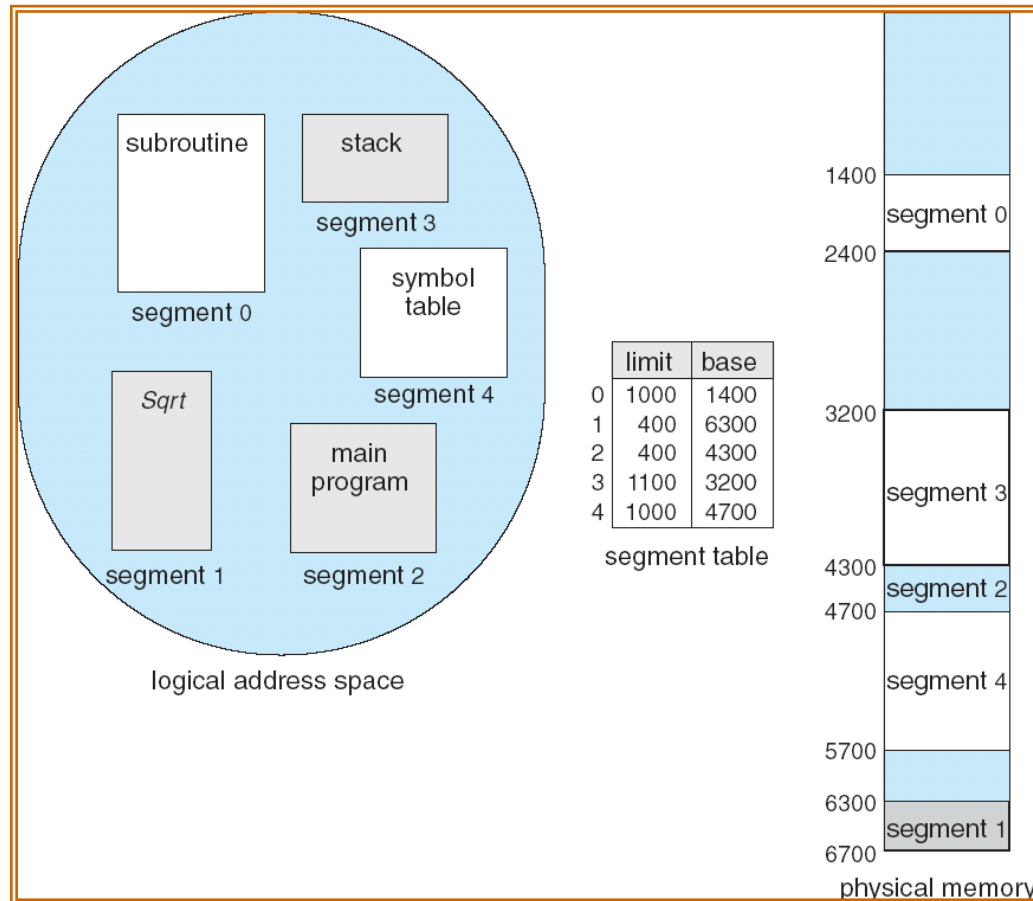 subroutine
segment 0
stack
segment 3
symbol
table
segment 4
Sqrt
segment 1
main
program
segment 2
logical address space
limit base
0 1000 1400
1 400 6300
2 400 4300
3 1100 3200
4 1000 4700
segment table
1400
segment 0
2400
3200
segment 3
4300
segment 2
4700
segment 4
5700
6300
segment 1
6700
physical memory